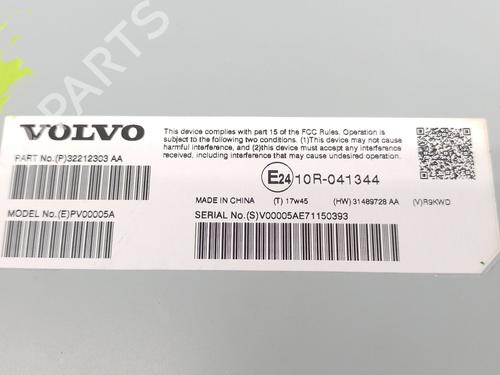 VOLVO
This device complies with part 15 of the FCC Rules. Operation is
subject to the following two conditions. (1)This device may not cause
harmful interference, and (2)this device must accept any interference
received, including interference that may cause undesired operation.
PART No.(P)32212303 AA
E24 10R-041344
MADE IN CHINA (T) 17w45 (HW) 31489728 AA (V)R9KWD
MODEL No.(E)PV00005A
SERIAL No.(S)V00005AE71150393
B-PARTS